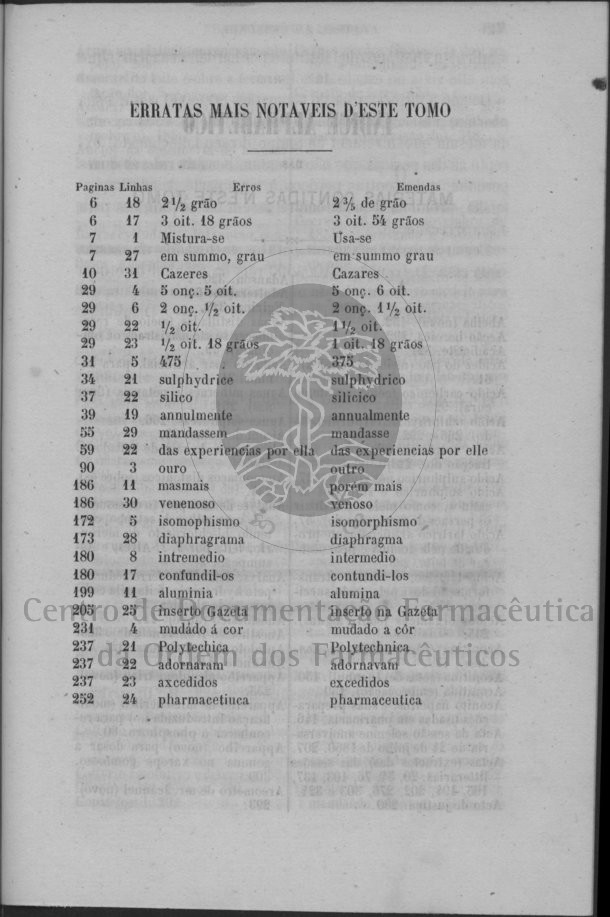 ERRATAS MAIS NOTAVEIS D'ESTE TOMO
Paginas Linhas Erros Emendas
6 18 2 1/2 grão 2 3/5 de grão
6 17 3 oit. 18 grãos 3 oit. 54 grãos
7 1 Mistura-se Usa-se
7 27 em summo, grau em summo grau
10 31 Cazeres Cazares
29 4 5 onç. 5 oit. 5 onç. 6 oit.
29 6 2 onç. 1/2 oit. 2 onç. 1 1/2 oit.
29 22 1/2 oit. 1 1/2 oit.
29 23 1/2 oit. 18 grãos 1 oit. 18 grãos
31 5 475 375
34 21 sulphydrice sulphydrico
37 22 silico silicico
39 19 annulmente annualmente
55 29 mandassem mandasse
59 22 das experiencias por ella das experiencias por elle
90 3 ouro outro
186 11 masmais porém mais
186 30 venenoso venoso
172 5 isomophismo isomorphismo
173 28 diaphragrama diaphragma
180 8 intremedio intermedio
180 17 confundil-os contundi-los
199 11 aluminia alumina
205 25 inserto Gazeta inserto na Gazeta
231 4 mudádo á cor mudado a côr
237 21 Polytechica Polytechnica
237 22 adornaram adornavam
237 23 axcedidos excedidos
252 24 pharmacetiuca pharmaceutica
Centro de Documentação Farmacêutica
da Ordem dos Farmacêuticos